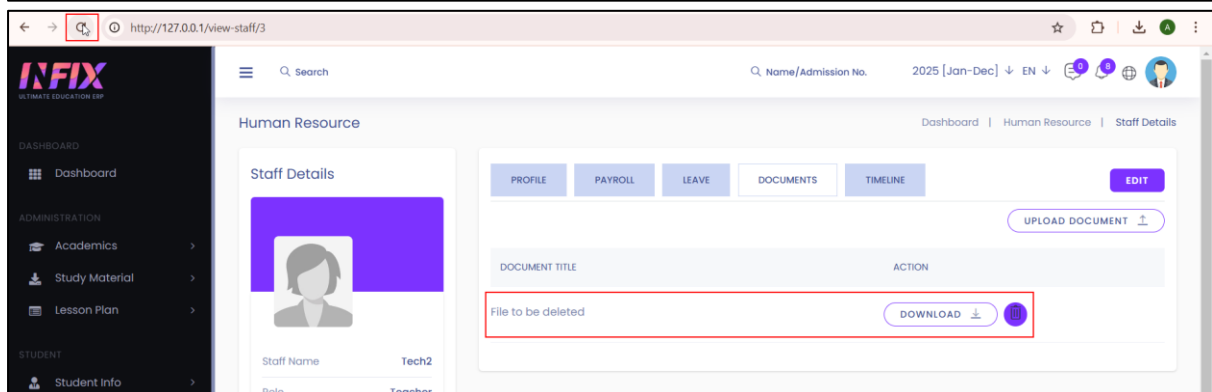 http://127.0.0.1/view-staff/3
A
INFIX
ULTIMATE EDUCATION ERP
Search
Name/Admission No.
2025 [Jan-Dec]
EN
0
8
Human Resource
Dashboard | Human Resource | Staff Details
DASHBOARD
Dashboard
ADMINISTRATION
Academics
Study Material
Lesson Plan
STUDENT
Student Info
Staff Details
Staff Name Tech2
Role Teacher
PROFILE PAYROLL LEAVE DOCUMENTS TIMELINE
EDIT
UPLOAD DOCUMENT
DOCUMENT TITLE ACTION
File to be deleted DOWNLOAD